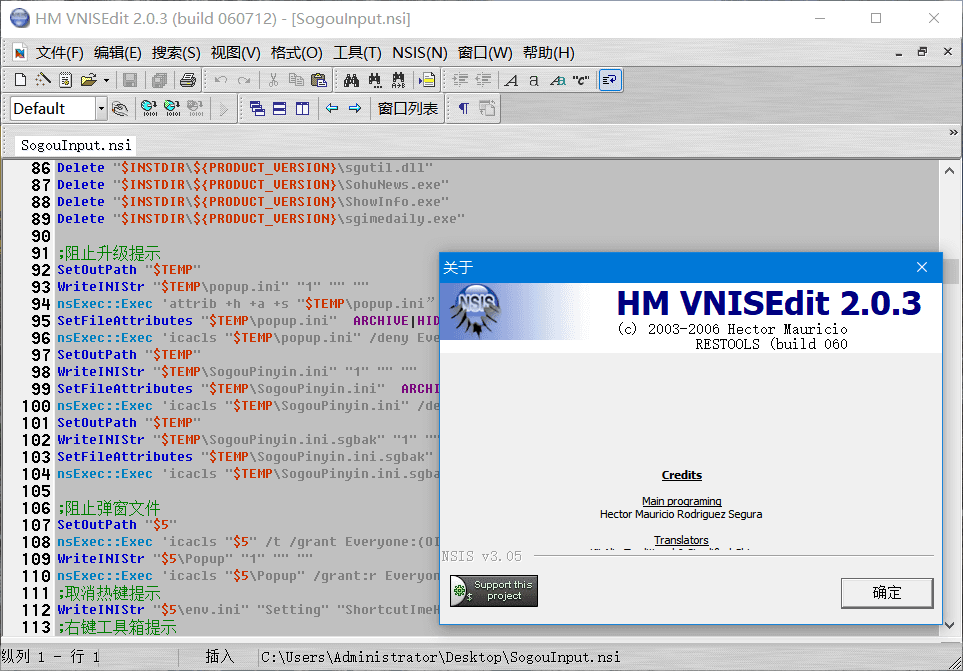 HM VNISEdit 2.0.3 (build 060712) - [SogouInput.nsi]
文件(F) 编辑(E) 搜索(S) 视图(V) 格式(O) 工具(T) NSIS(N) 窗口(W) 帮助(H)
Default 窗口列表
SogouInput.nsi
86 Delete "$INSTDIR\${PRODUCT_VERSION}\sgutil.dll"
87 Delete "$INSTDIR\${PRODUCT_VERSION}\SohuNews.exe"
88 Delete "$INSTDIR\${PRODUCT_VERSION}\ShowInfo.exe"
89 Delete "$INSTDIR\${PRODUCT_VERSION}\sgimedaily.exe"
90
91 ;阻止升级提示
92 SetOutPath "$TEMP"
93 WriteINIStr "$TEMP\popup.ini" "1" "" ""
94 nsExec::Exec 'attrib +h +a +s "$TEMP\popup.ini"
95 SetFileAttributes "$TEMP\popup.ini" ARCHIVE|HID
96 nsExec::Exec 'icacls "$TEMP\popup.ini" /deny Eve
97 SetOutPath "$TEMP"
98 WriteINIStr "$TEMP\SogouPinyin.ini" "1" "" ""
99 SetFileAttributes "$TEMP\SogouPinyin.ini" ARCHI
100 nsExec::Exec 'icacls "$TEMP\SogouPinyin.ini" /de
101 SetOutPath "$TEMP"
102 WriteINIStr "$TEMP\SogouPinyin.ini.sgbak" "1" ""
103 SetFileAttributes "$TEMP\SogouPinyin.ini.sgbak"
104 nsExec::Exec 'icacls "$TEMP\SogouPinyin.ini.sgba
105
106 ;阻止弹窗文件
107 SetOutPath "$5"
108 nsExec::Exec 'icacls "$5" /t /grant Everyone:(OI
109 WriteINIStr "$5\Popup" "1" "" ""
110 nsExec::Exec 'icacls "$5\Popup" /grant:r Everyon
111 ;取消热键提示
112 WriteINIStr "$5\env.ini" "Setting" "ShortcutImeH
113 ;右键工具箱提示
关于
NSIS
HM VNISEdit 2.0.3
(c) 2003-2006 Hector Mauricio
RESTOOLS (build 060
Credits
Main programing
Hector Mauricio Rodriguez Segura
Translators
NSIS v3.05
Support this
$ project
确定
纵列 1 - 行 1 插入 C:\Users\Administrator\Desktop\SogouInput.nsi